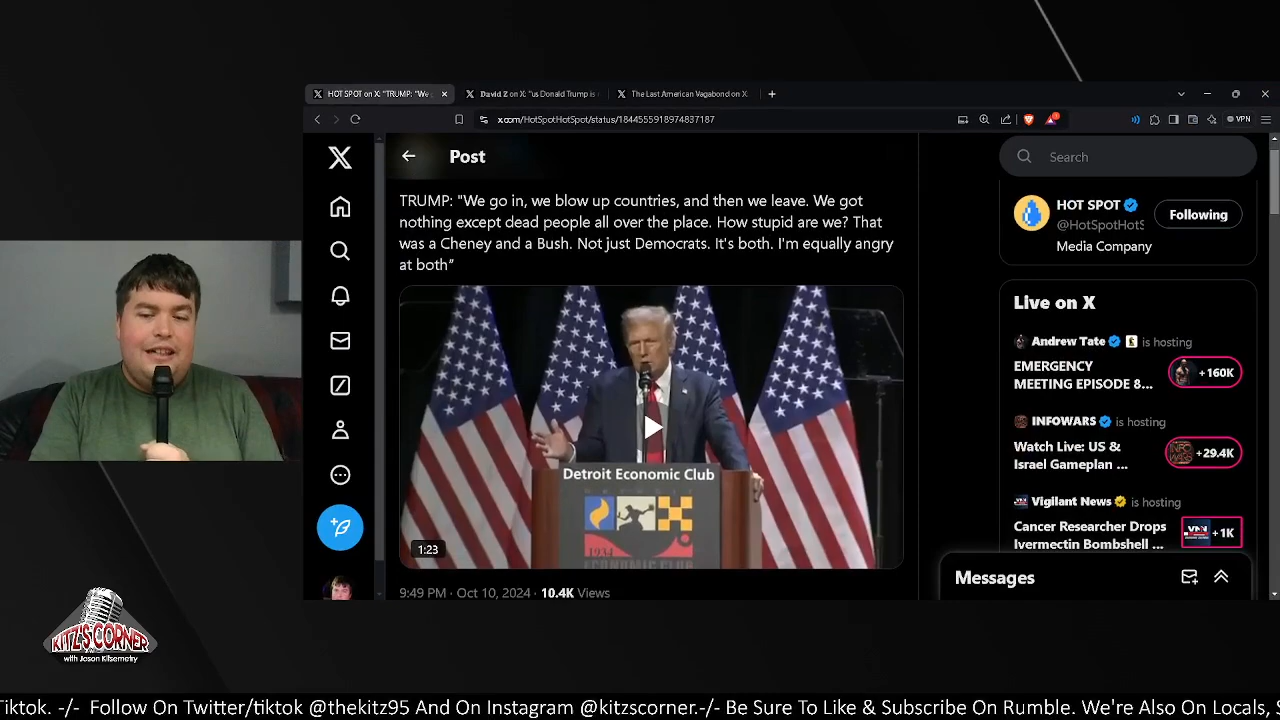 HOT SPOT on X: "TRUMP: "We
David Z on X: "us Donald Trump is
The Last American Vagabond on X
x.com/HotSpotHotSpot/status/1844555918974837187
VPN
Post
Search
TRUMP: "We go in, we blow up countries, and then we leave. We got
nothing except dead people all over the place. How stupid are we? That
was a Cheney and a Bush. Not just Democrats. It's both. I'm equally angry
at both”
HOT SPOT
@HotSpotHotS
Following
Media Company
Live on X
Andrew Tate is hosting
EMERGENCY
MEETING EPISODE 8...
+160K
INFOWARS is hosting
Watch Live: US &
Israel Gameplan ...
+29.4K
Vigilant News is hosting
Cancer Researcher Drops
Ivermectin Bombshell ...
+1K
Detroit Economic Club
1934
ECONOMIC CLUB
1:23
9:49 PM · Oct 10, 2024 · 10.4K Views
Messages
KITZ'S CORNER
with Jason Kitsemetry
Tiktok. -/- Follow On Twitter/tiktok @thekitz95 And On Instagram @kitzscorner.-/- Be Sure To Like & Subscribe On Rumble. We're Also On Locals,